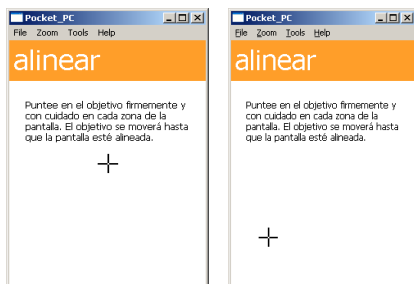 Pocket_PC
File Zoom Tools Help
alinear
Puntee en el objetivo firmemente y
con cuidado en cada zona de la
pantalla. El objetivo se moverá hasta
que la pantalla esté alineada.
Pocket_PC
File Zoom Tools Help
alinear
Puntee en el objetivo firmemente y
con cuidado en cada zona de la
pantalla. El objetivo se moverá hasta
que la pantalla esté alineada.